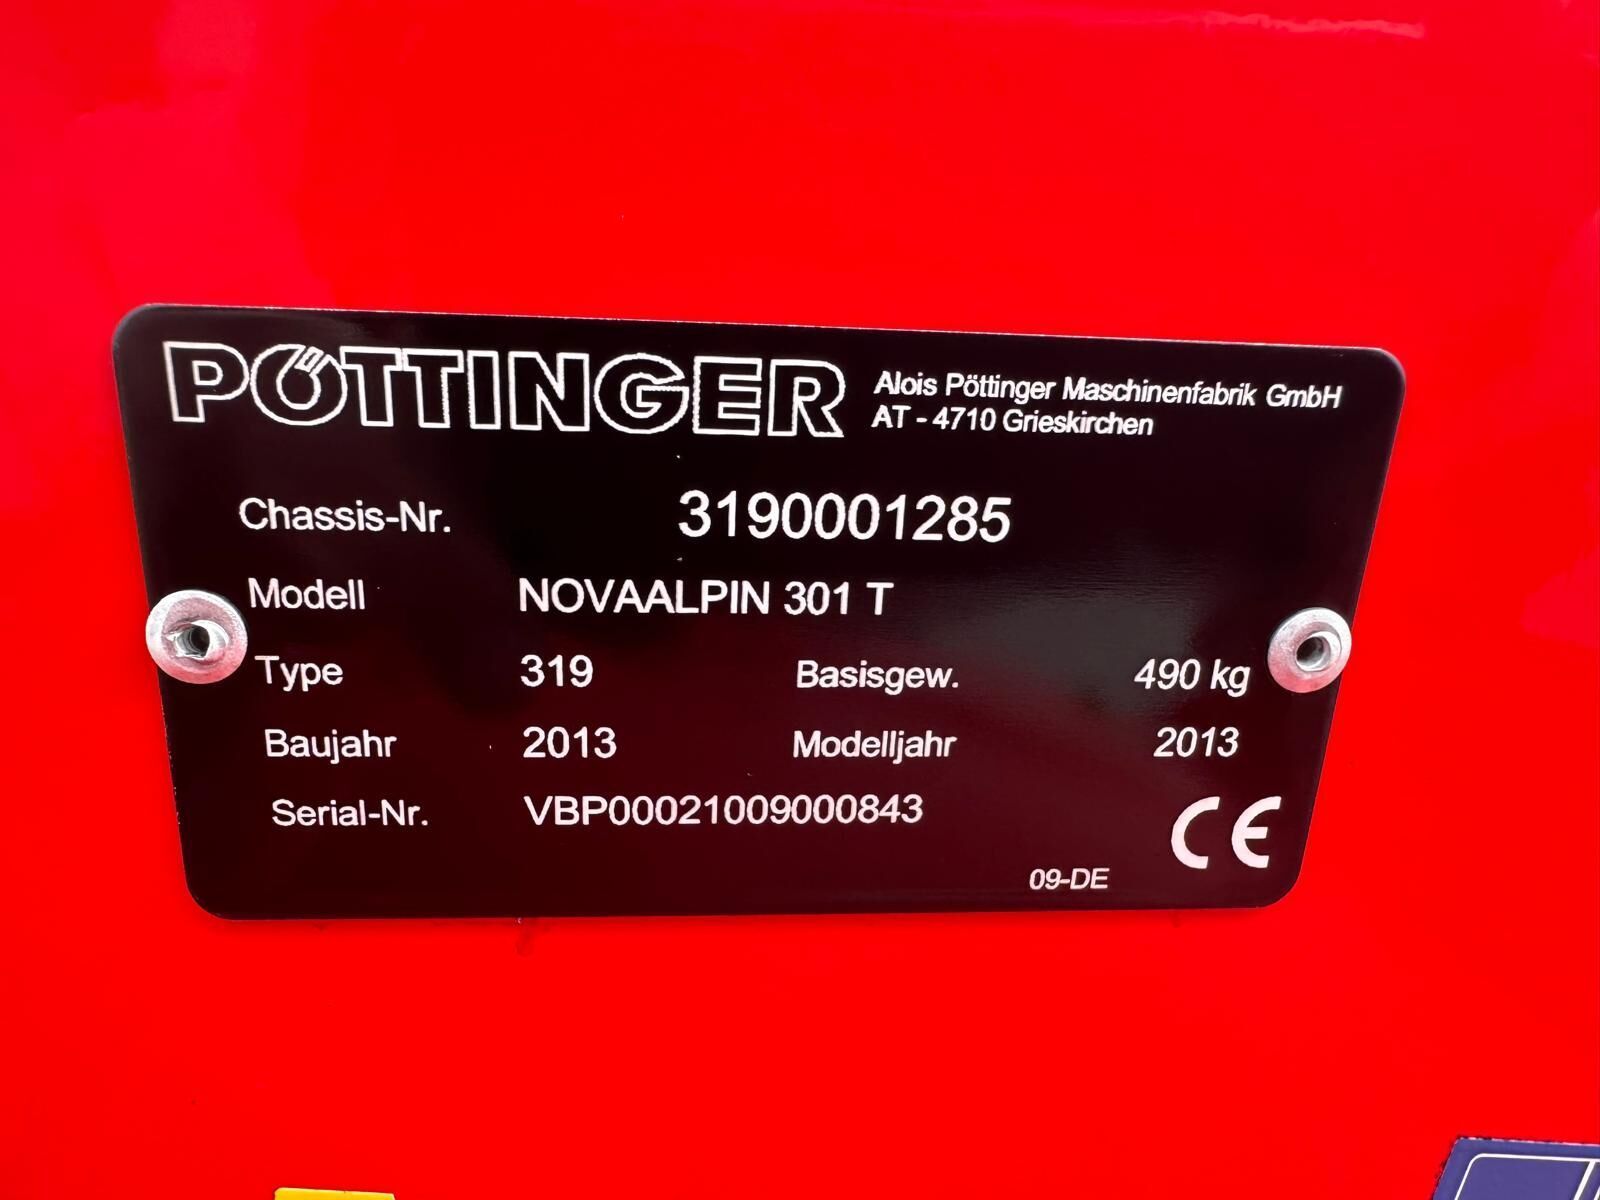 PÖTTINGER Alois Pöttinger Maschinenfabrik GmbH
AT - 4710 Grieskirchen
Chassis-Nr. 3190001285
Modell NOVAALPIN 301 T
Type 319 Basisgew. 490 kg
Baujahr 2013 Modelljahr 2013
Serial-Nr. VBP00021009000843
CE
09-DE